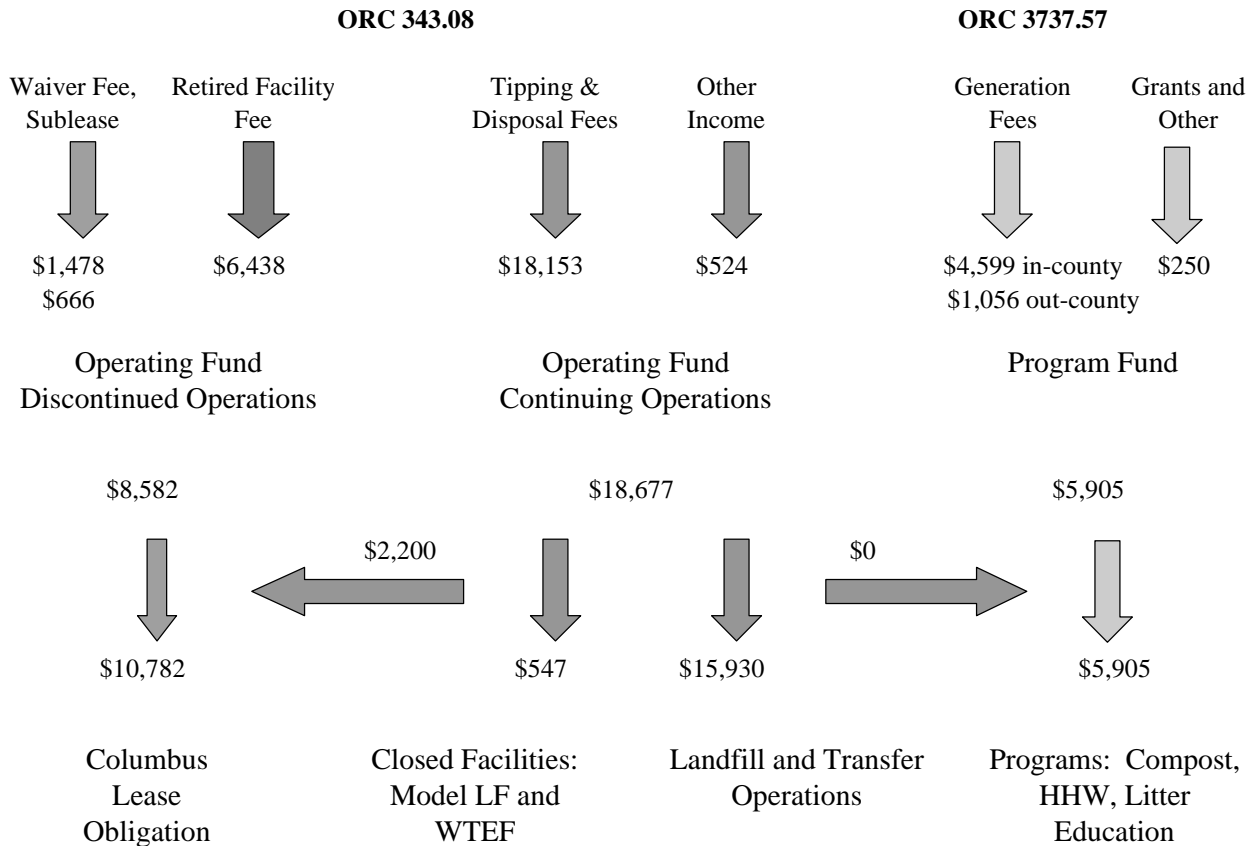 ORC 343.08
ORC 3737.57
Waiver Fee,
Sublease
Retired Facility
Fee
Tipping &
Disposal Fees
Other
Income
Generation
Fees
Grants and
Other
$1,478
$666
$6,438
$18,153
$524
$4,599 in-county
$1,056 out-county
$250
Operating Fund
Discontinued Operations
Operating Fund
Continuing Operations
Program Fund
$8,582
$18,677
$5,905
$2,200
$0
$10,782
$547
$15,930
$5,905
Columbus
Lease
Obligation
Closed Facilities:
Model LF and
WTEF
Landfill and Transfer
Operations
Programs: Compost,
HHW, Litter
Education